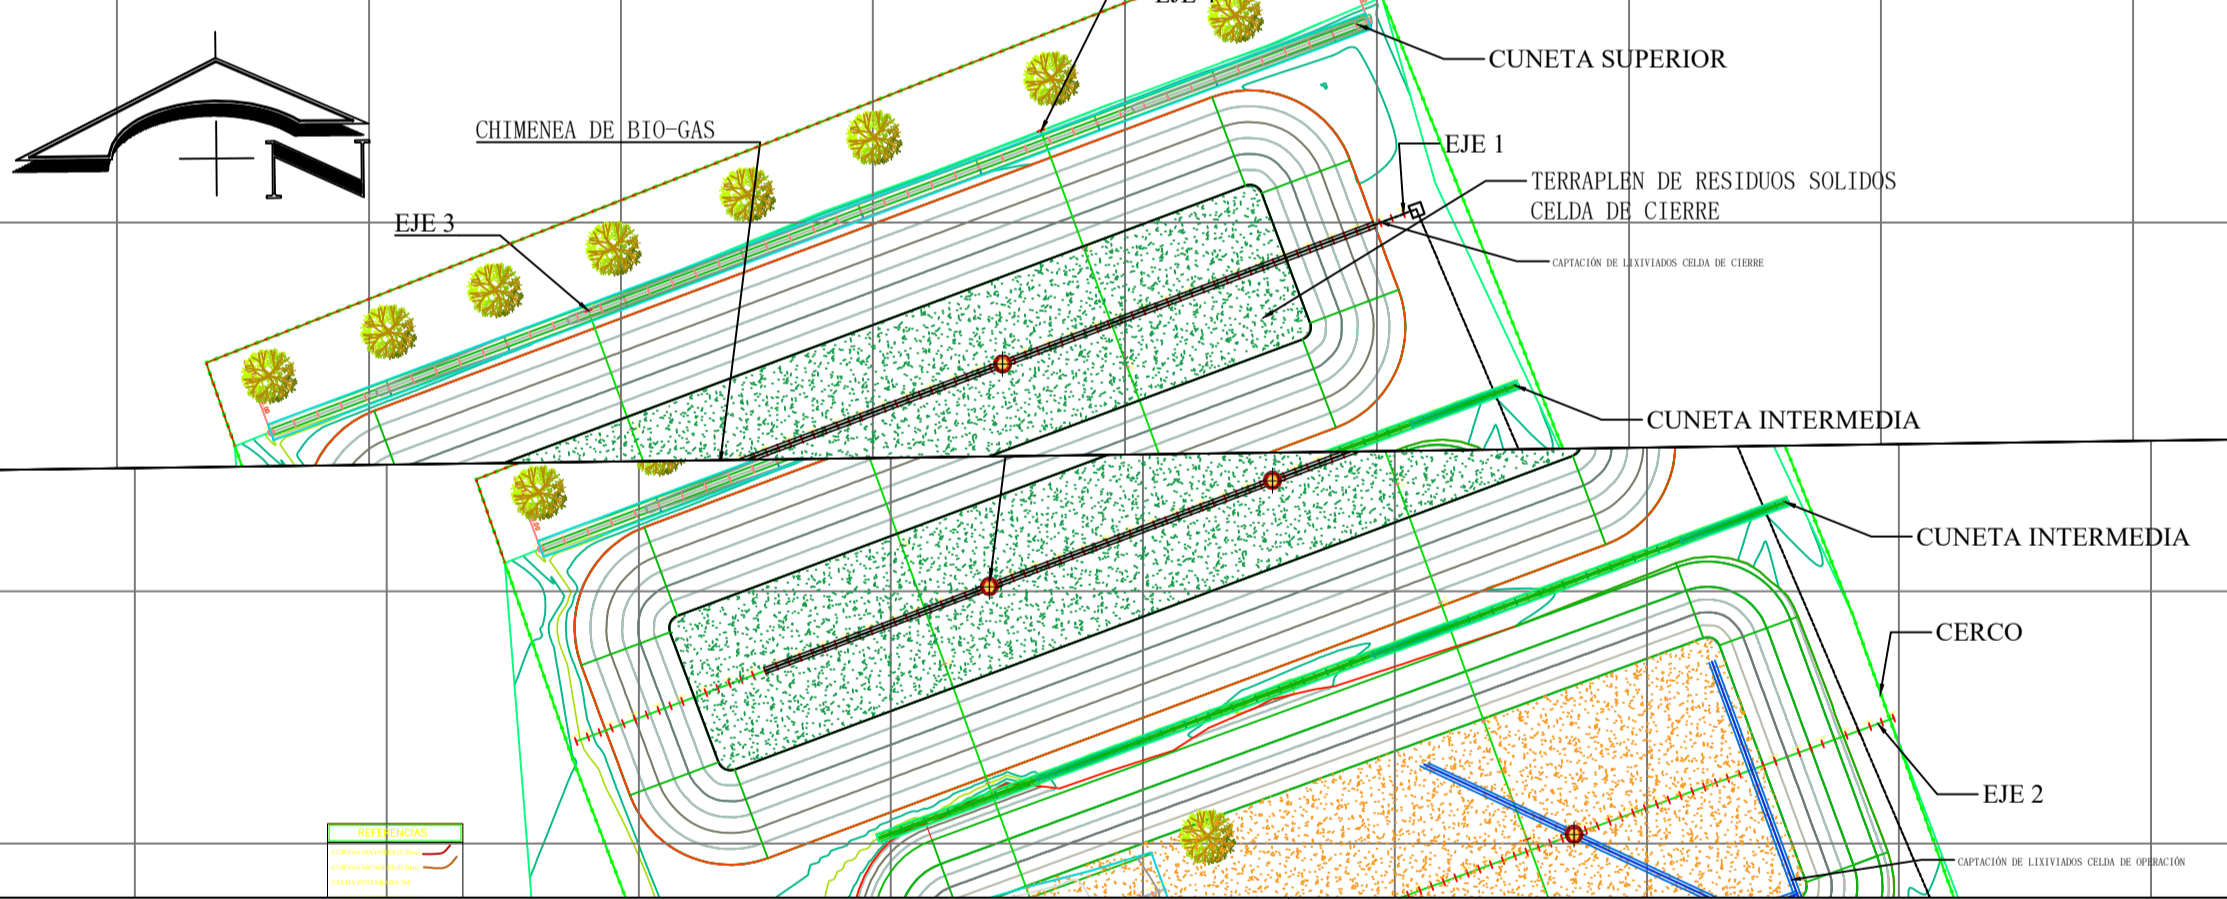 CUNETA SUPERIOR
CHIMENEA DE BIO-GAS
EJE 1
TERRAPLEN DE RESIDUOS SOLIDOS
CELDA DE CIERRE
EJE 3
CAPTACIÓN DE LIXIVIADOS CELDA DE CIERRE
CUNETA INTERMEDIA
CUNETA INTERMEDIA
CERCO
EJE 2
REFERENCIAS
CAPTACIÓN DE LIXIVIADOS CELDA DE OPERACIÓN